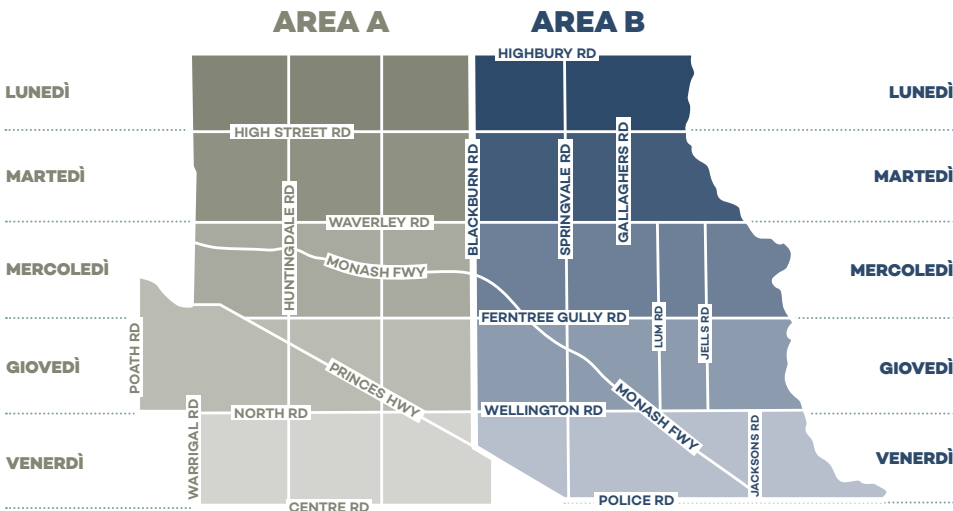 AREA A
AREA B
HIGHBURY RD
LUNEDÌ
LUNEDÌ
HIGH STREET RD
BLACKBURN RD
SPRINGVALE RD
GALLAGHERS RD
MARTEDÌ
MARTEDÌ
HUNTINGDALE RD
WAVERLEY RD
MONASH FWY
MERCOLEDÌ
MERCOLEDÌ
FERNTREE GULLY RD
LUM RD
JELLS RD
POATH RD
GIOVEDÌ
GIOVEDÌ
PRINCES HWY
WARRIGAL RD
NORTH RD
WELLINGTON RD
MONASH FWY
JACKSONS RD
VENERDÌ
VENERDÌ
CENTRE RD
POLICE RD